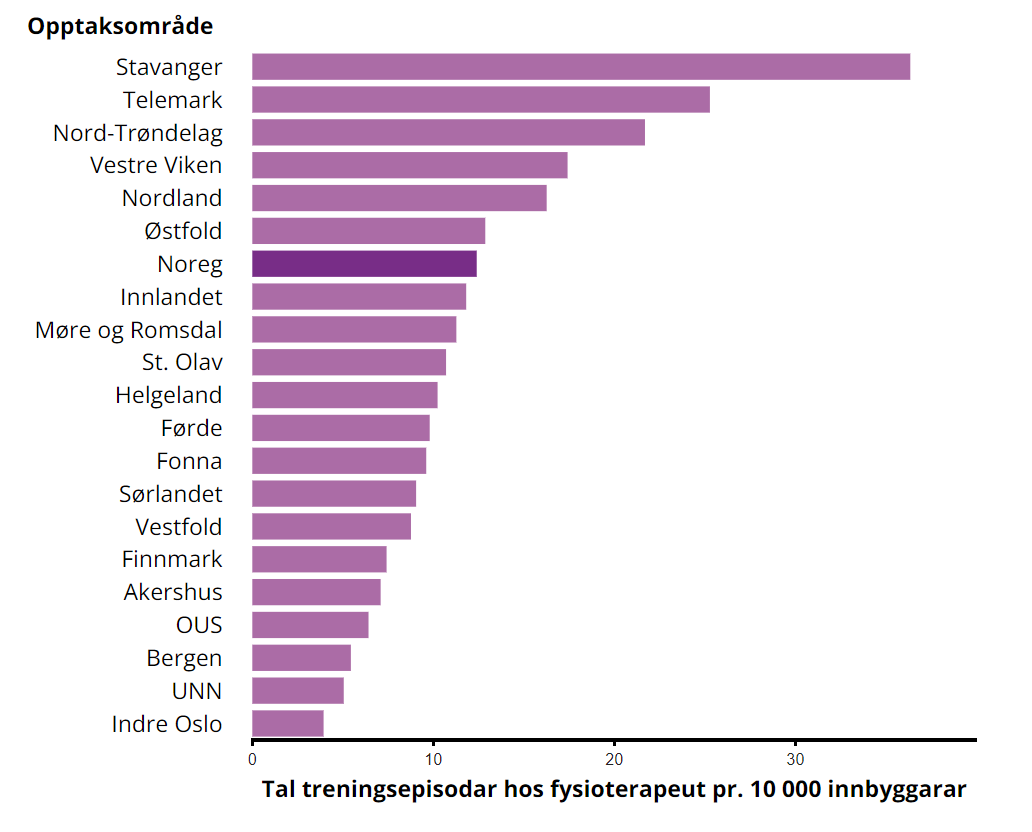 Opptaksområde
Stavanger
Telemark
Nord-Trøndelag
Vestre Viken
Nordland
Østfold
Noreg
Innlandet
Møre og Romsdal
St. Olav
Helgeland
Førde
Fonna
Sørlandet
Vestfold
Finnmark
Akershus
OUS
Bergen
UNN
Indre Oslo
0 10 20 30
Tal treningsepisodar hos fysioterapeut pr. 10 000 innbyggarar